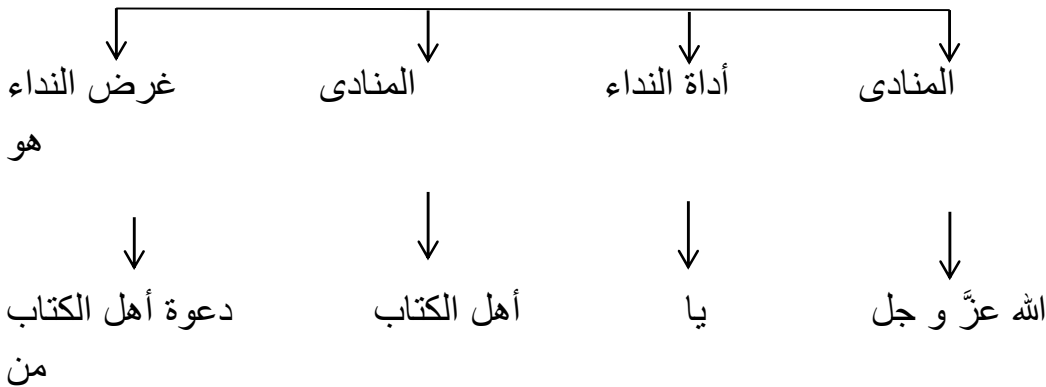 المنادى أداة النداء المنادى غرض النداء
هو
الله عزَّ و جل يا أهل الكتاب دعوة أهل الكتاب
من